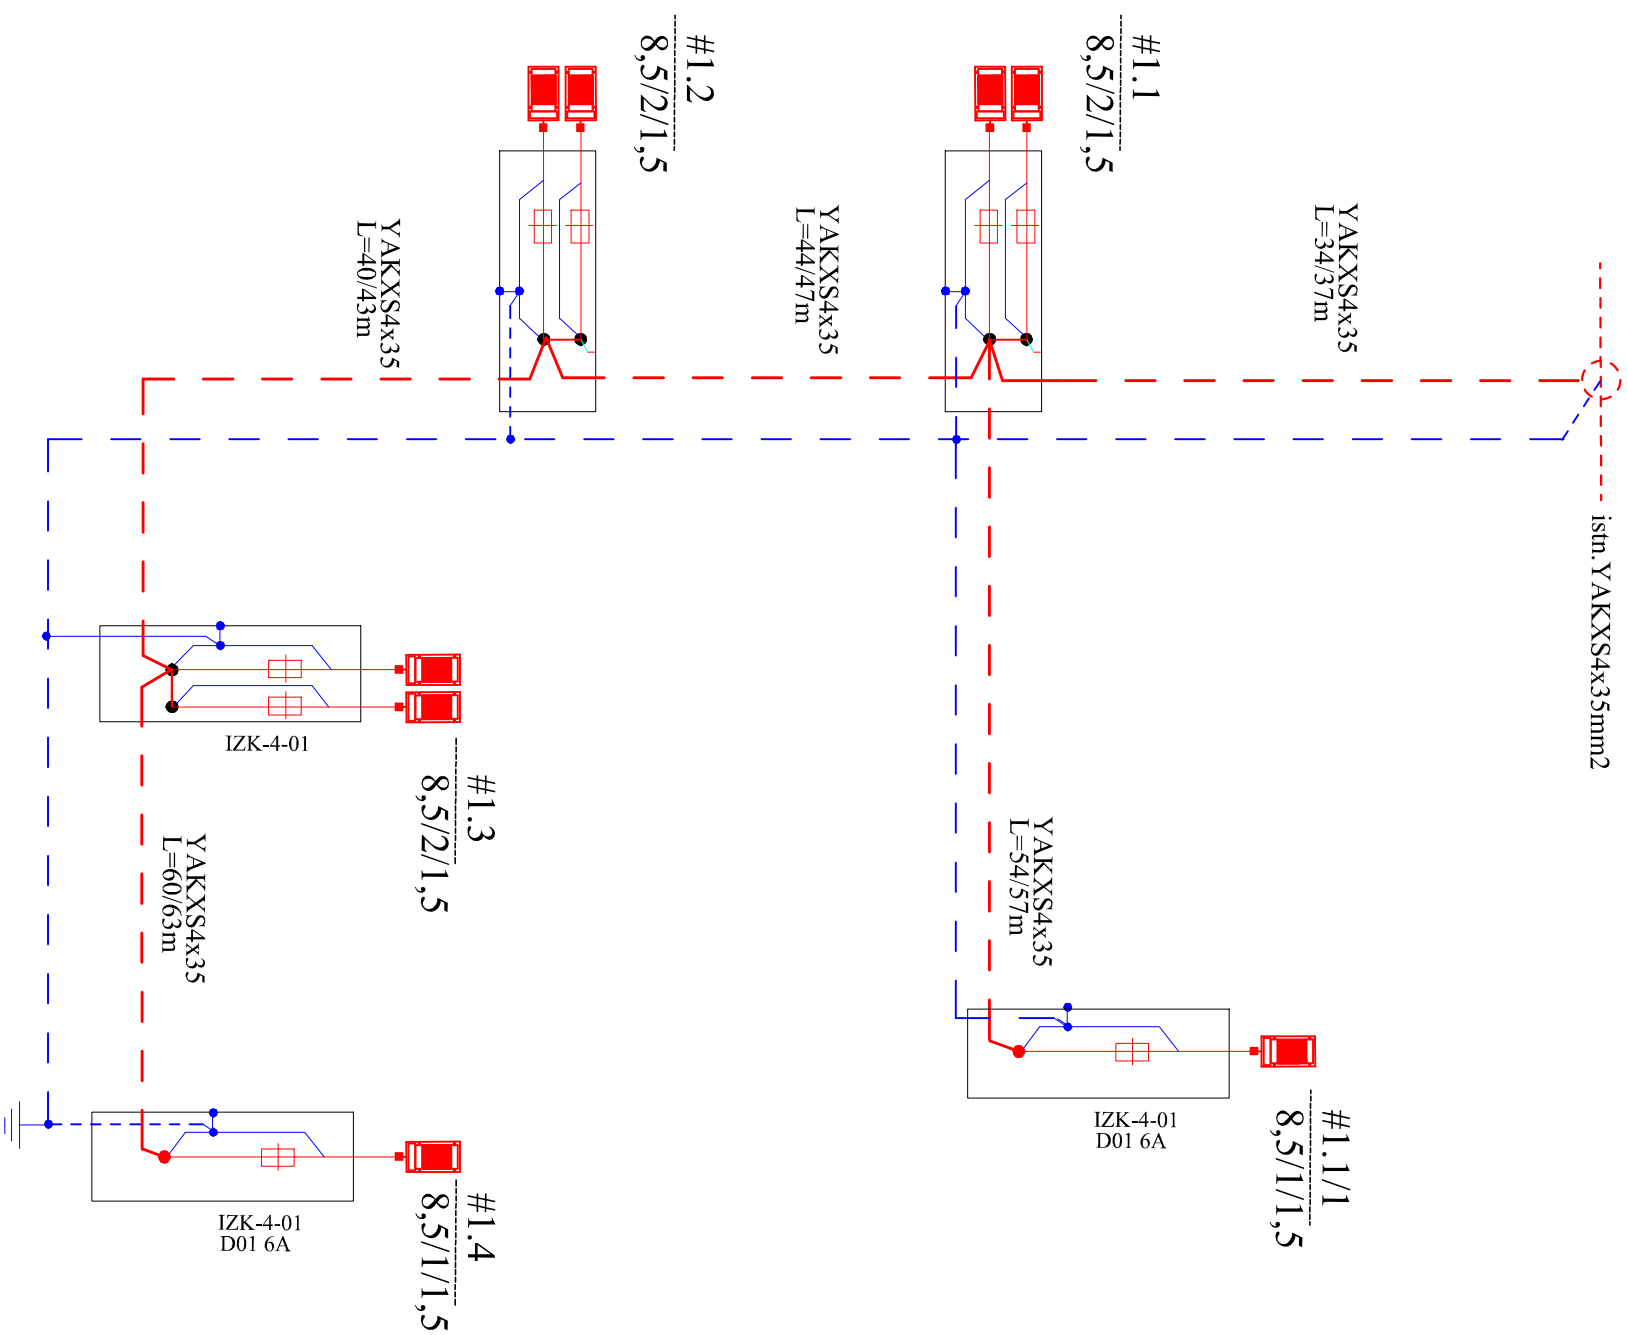 #1.2
8,5/2/1,5
#1.1
8,5/2/1,5
YAKXS4x35
L=40/43m
YAKXS4x35
L=44/47m
YAKXS4x35
L=34/37m
istn.YAKXS4x35mm2
IZK-4-01
#1.3
8,5/2/1,5
YAKXS4x35
L=60/63m
YAKXS4x35
L=54/57m
IZK-4-01
D01 6A
#1.1/1
8,5/1/1,5
IZK-4-01
D01 6A
#1.4
8,5/1/1,5